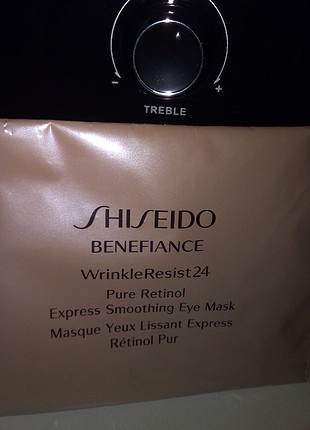 - +
TREBLE
SHISEIDO
BENEFIANCE
WrinkleResist24
Pure Retinol
Express Smoothing Eye Mask
Masque Yeux Lissant Express
Rétinol Pur